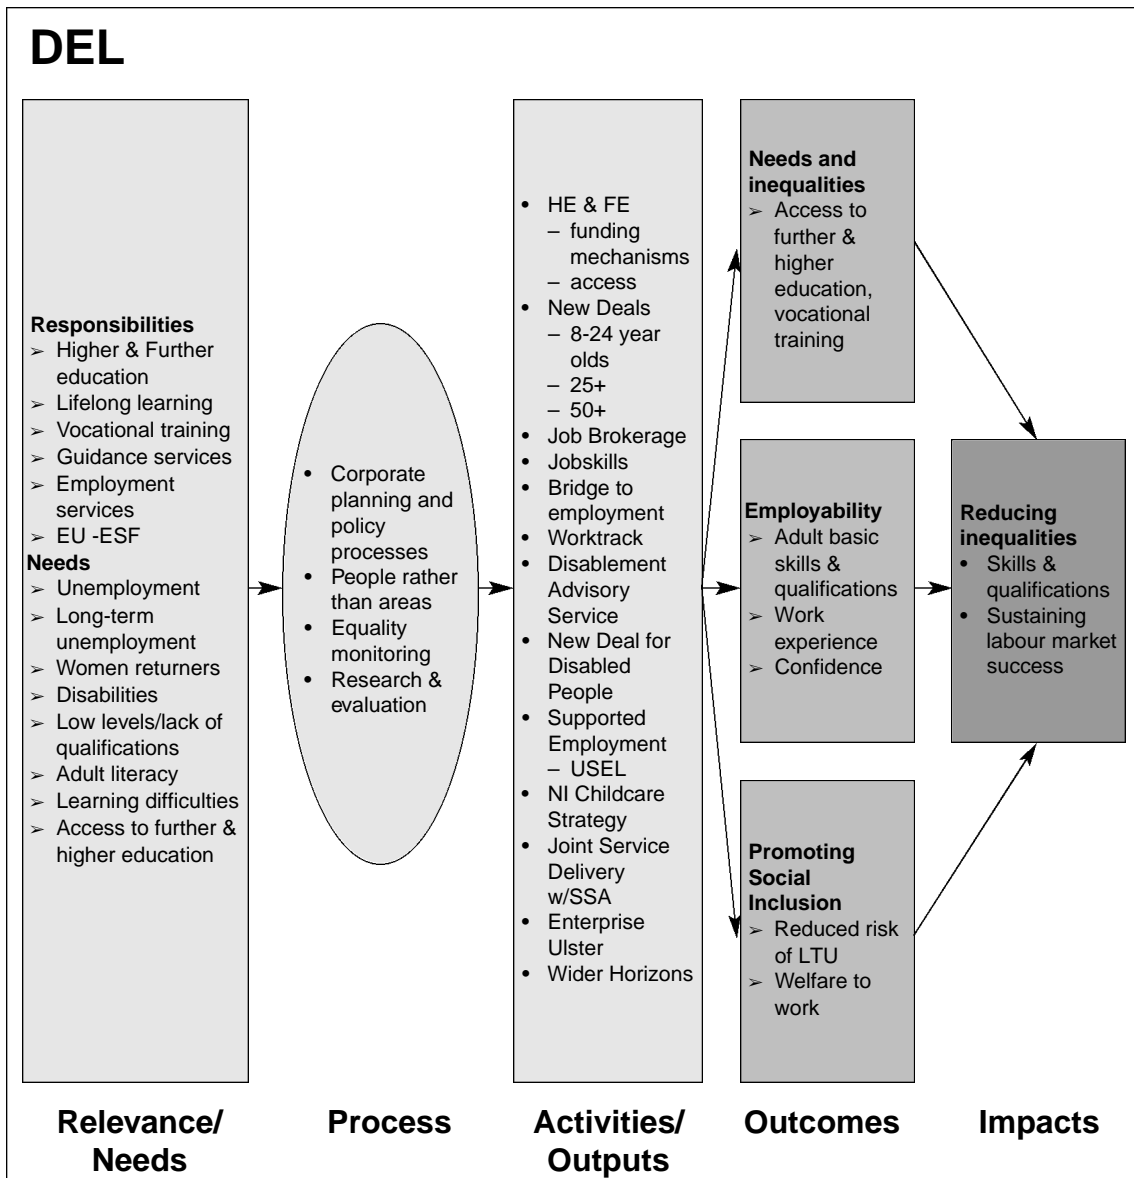 DEL
Responsibilities
➢ Higher & Further
education
➢ Lifelong learning
➢ Vocational training
➢ Guidance services
➢ Employment
services
➢ EU -ESF
Needs
➢ Unemployment
➢ Long-term
unemployment
➢ Women returners
➢ Disabilities
➢ Low levels/lack of
qualifications
➢ Adult literacy
➢ Learning difficulties
➢ Access to further &
higher education
• Corporate
planning and
policy
processes
• People rather
than areas
• Equality
monitoring
• Research &
evaluation
• HE & FE
– funding
mechanisms
– access
• New Deals
– 8-24 year
olds
– 25+
– 50+
• Job Brokerage
• Jobskills
• Bridge to
employment
• Worktrack
• Disablement
Advisory
Service
• New Deal for
Disabled
People
• Supported
Employment
– USEL
• NI Childcare
Strategy
• Joint Service
Delivery
w/SSA
• Enterprise
Ulster
• Wider Horizons
Needs and
inequalities
➢ Access to
further &
higher
education,
vocational
training
Employability
➢ Adult basic
skills &
qualifications
➢ Work
experience
➢ Confidence
Promoting
Social
Inclusion
➢ Reduced risk
of LTU
➢ Welfare to
work
Reducing
inequalities
• Skills &
qualifications
• Sustaining
labour market
success
Relevance/
Needs
Process
Activities/
Outputs
Outcomes
Impacts